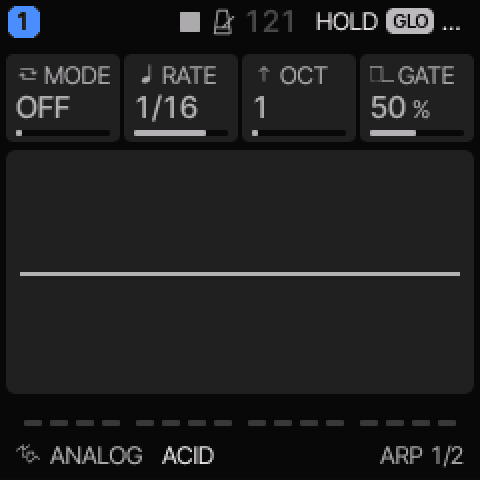 1 121 HOLD GLO ...
MODE RATE OCT GATE
OFF 1/16 1 50 %
ANALOG ACID ARP 1/2